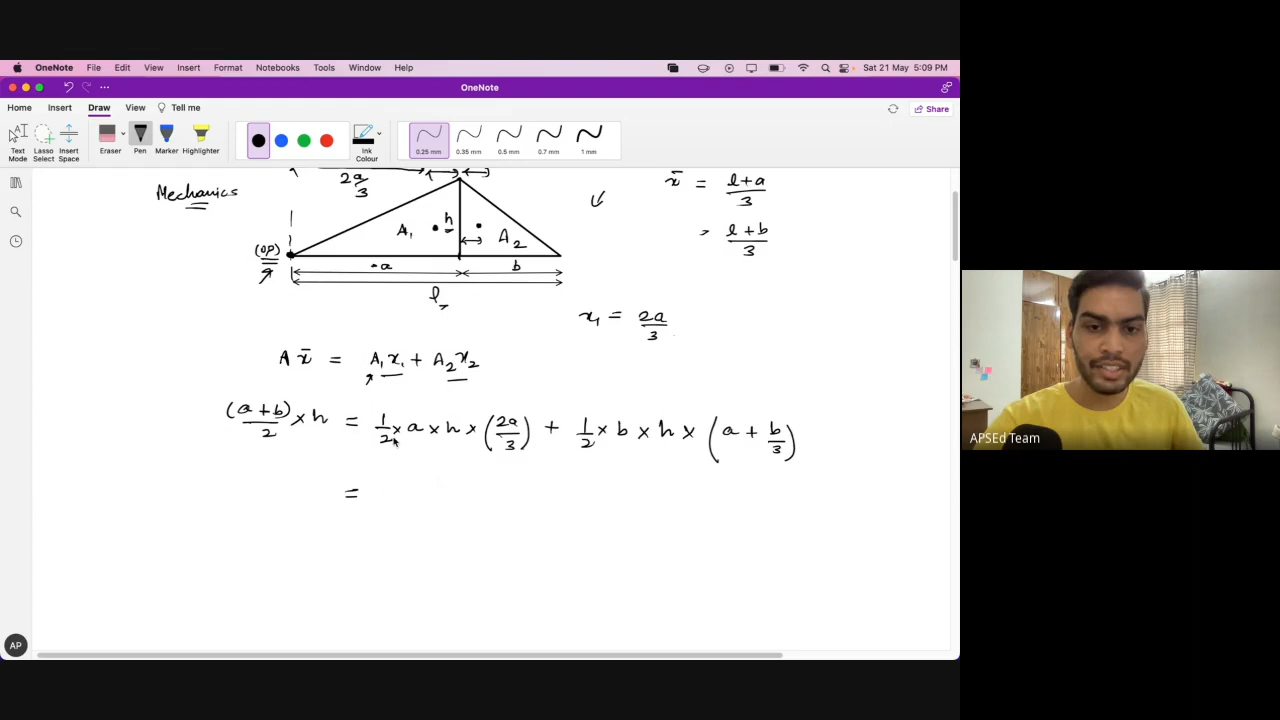 OneNote File Edit View Insert Format Notebooks Tools Window Help Sat 21 May 5:09 PM
OneNote
Home Insert Draw View Tell me Share
Text Mode Lasso Select Insert Space Eraser Pen Marker Highlighter Ink Colour 0.25 mm 0.35 mm 0.5 mm 0.7 mm 1 mm
Mechanics
2a/3
x̄ = l+a/3
= l+b/3
(OP)
A₁ h A₂
a b
l
x₁ = 2a/3
A x̄ = A₁x₁ + A₂x₂
(a+b)/2 × h = 1/2 × a × h × (2a/3) + 1/2 × b × h × (a + b/3)
=
AP
APSEd Team